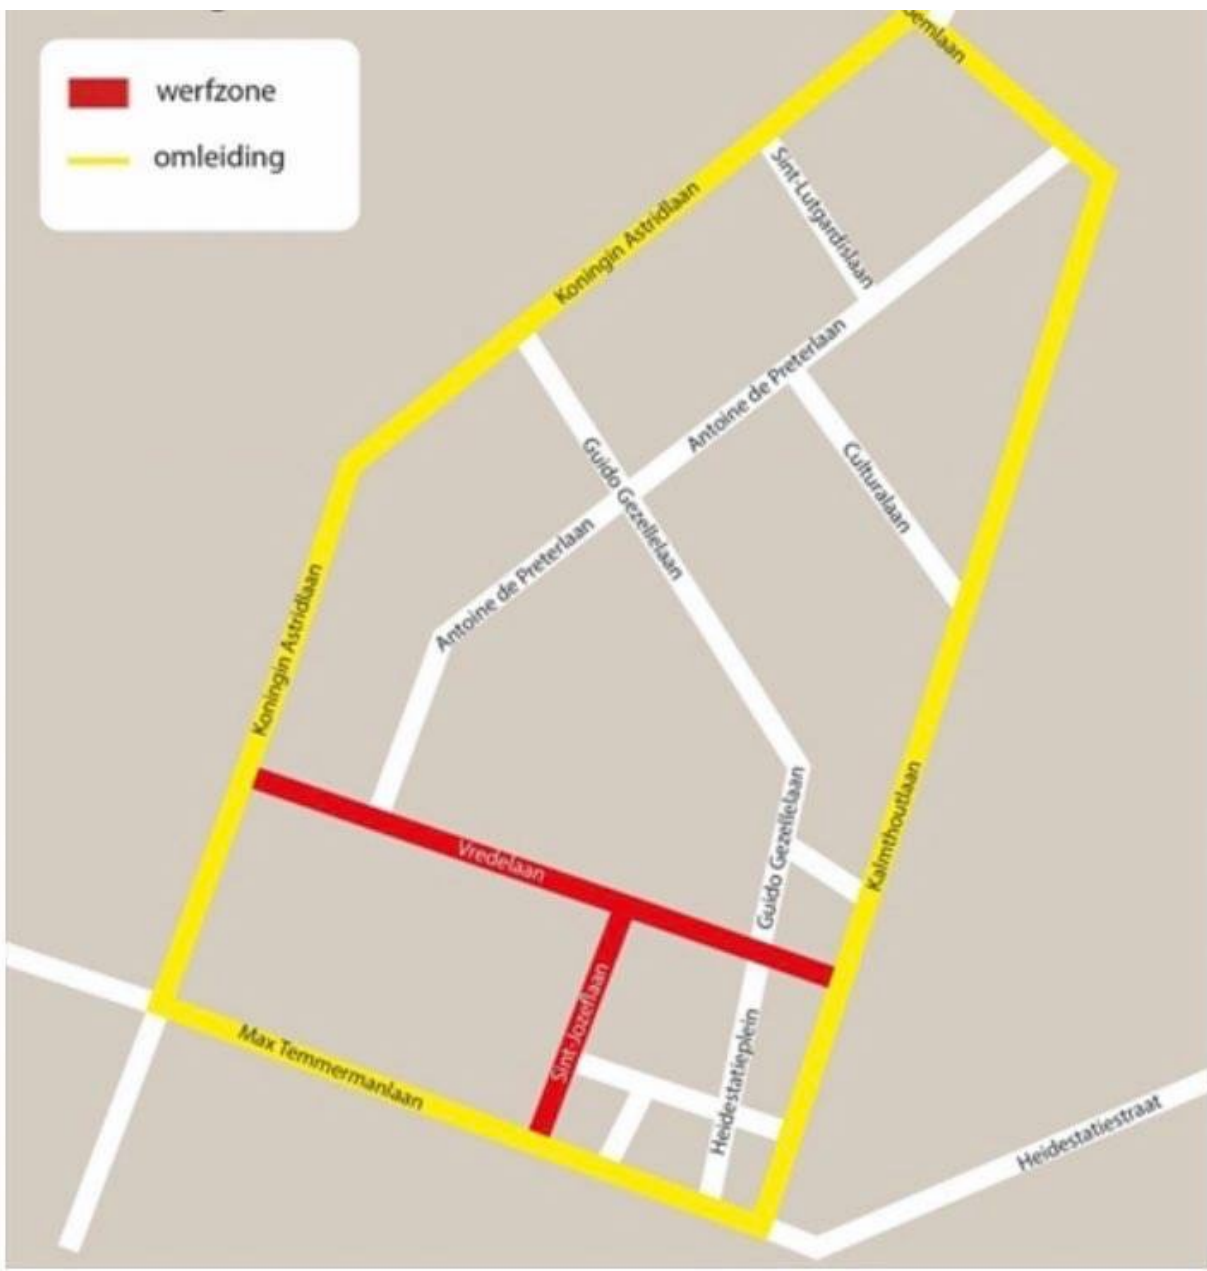 werfzone
omleiding
Koningin Astridlaan
Sint-Lutgardislaan
Antoine de Preterlaan
Guido Gezellelaan
Culturalaan
Antoine de Preterlaan
Koningin Astridlaan
Kalmthoutlaan
Guido Gezellelaan
Vredelaan
Sint-Jozeflaan
Heidestatieplein
Max Temmermanlaan
Heidestatiestraat